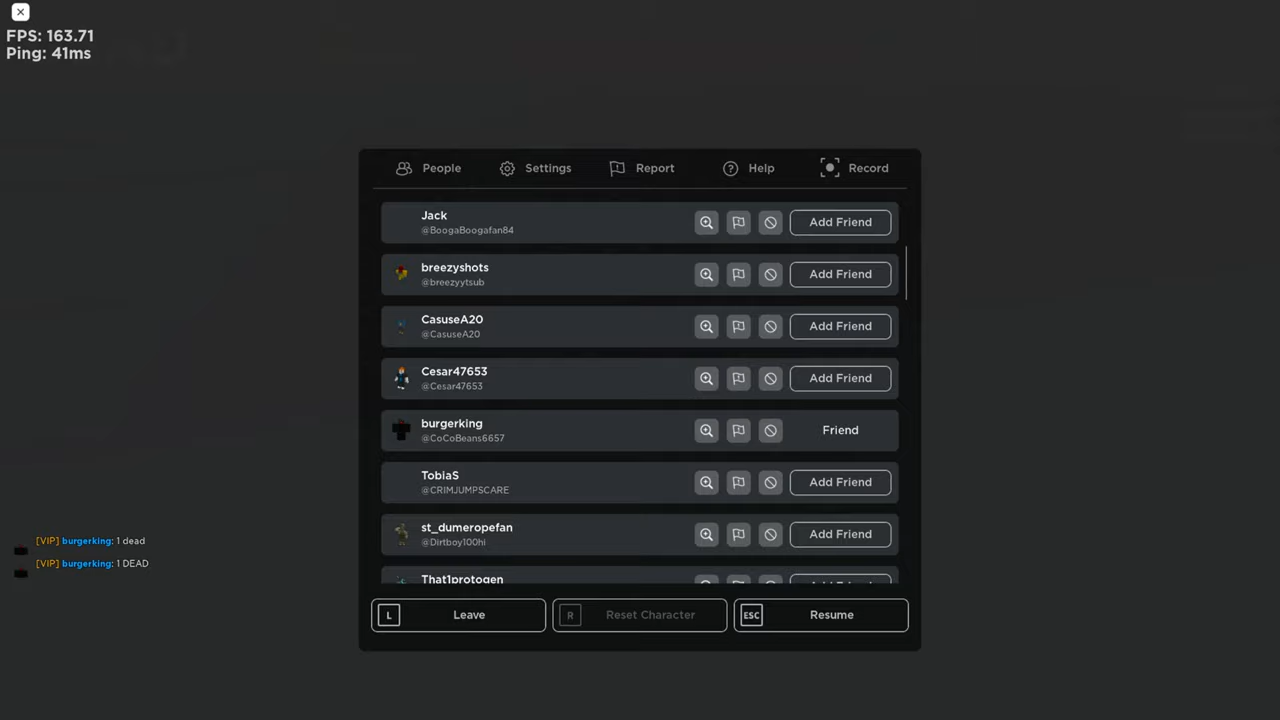 FPS: 163.71
Ping: 41ms
People Settings Report Help Record
Jack
@BoogaBoogafan84
Add Friend
breezyshots
@breezyytsub
Add Friend
CasuseA20
@CasuseA20
Add Friend
Cesar47653
@Cesar47653
Add Friend
burgerking
@CoCoBeans6657
Friend
TobiaS
@CRIMJUMPSCARE
Add Friend
st_dumeropefan
@Dirtboy100hi
Add Friend
That1protogen
Add Friend
[VIP] burgerking: 1 dead
[VIP] burgerking: 1 DEAD
L Leave
R Reset Character
ESC Resume